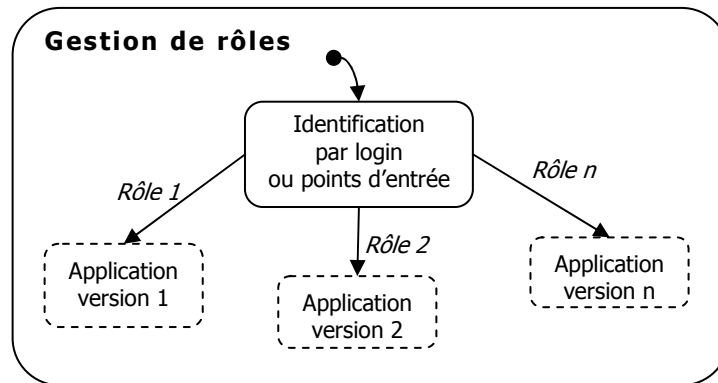 Gestion de rôles
Identification
par login
ou points d'entrée
Rôle 1
Rôle 2
Rôle n
Application
version 1
Application
version 2
Application
version n